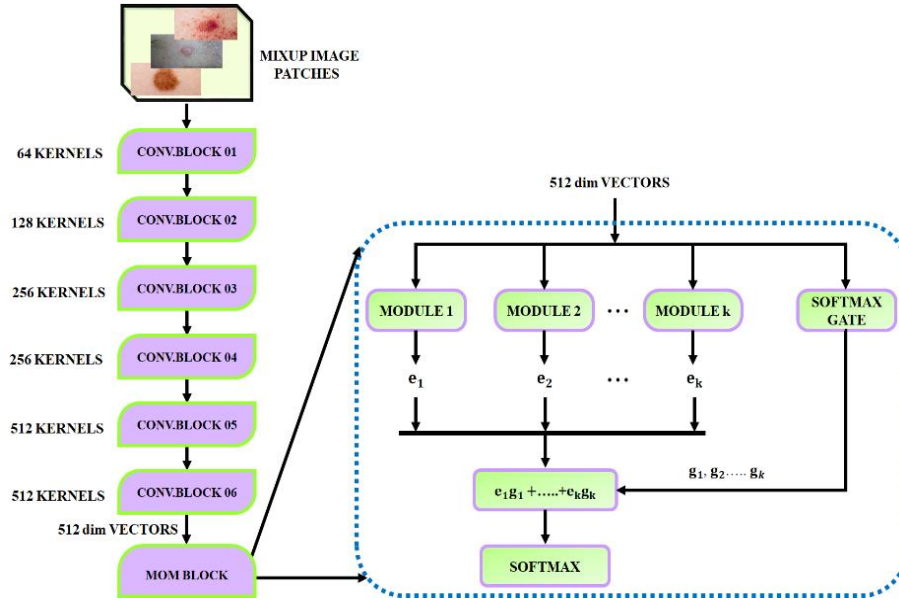 MIXUP IMAGE
PATCHES
64 KERNELS
CONV.BLOCK 01
128 KERNELS
CONV.BLOCK 02
256 KERNELS
CONV.BLOCK 03
256 KERNELS
CONV.BLOCK 04
512 KERNELS
CONV.BLOCK 05
512 KERNELS
CONV.BLOCK 06
512 dim VECTORS
MOM BLOCK
512 dim VECTORS
MODULE 1
MODULE 2
...
MODULE k
SOFTMAX
GATE
e₁
e₂
...
eₖ
g₁, g₂..... gₖ
e₁g₁ +.....+eₖgₖ
SOFTMAX